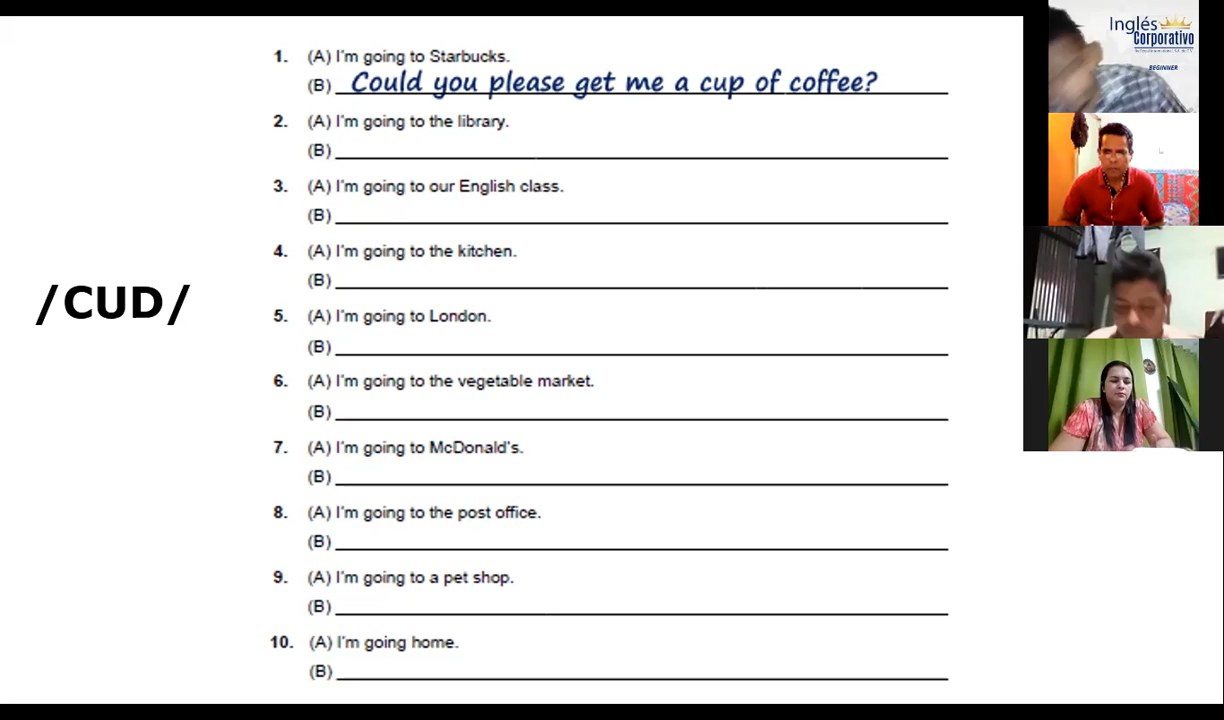 1. (A) I'm going to Starbucks.
(B) Could you please get me a cup of coffee?
2. (A) I'm going to the library.
(B)
3. (A) I'm going to our English class.
(B)
4. (A) I'm going to the kitchen.
(B)
/CUD/
5. (A) I'm going to London.
(B)
6. (A) I'm going to the vegetable market.
(B)
7. (A) I'm going to McDonald's.
(B)
8. (A) I'm going to the post office.
(B)
9. (A) I'm going to a pet shop.
(B)
10. (A) I'm going home.
(B)
Inglés
Corporativo
BEGINNER